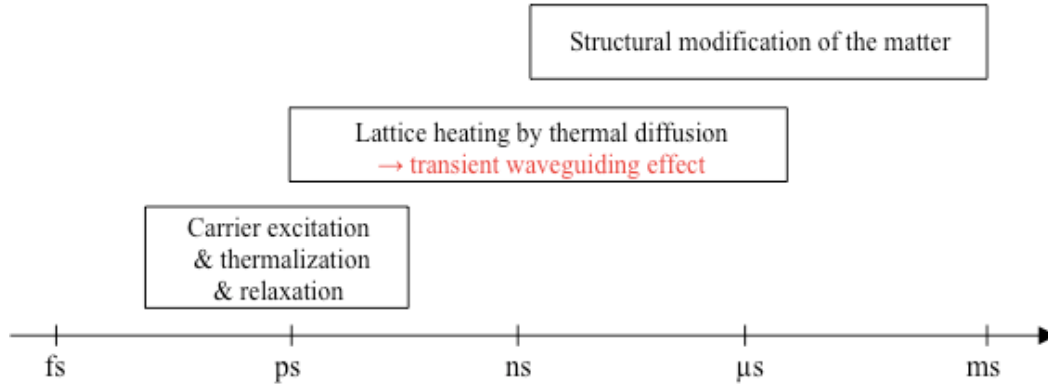 Structural modification of the matter
Lattice heating by thermal diffusion
→ transient waveguiding effect
Carrier excitation
& thermalization
& relaxation
fs ps ns μs ms